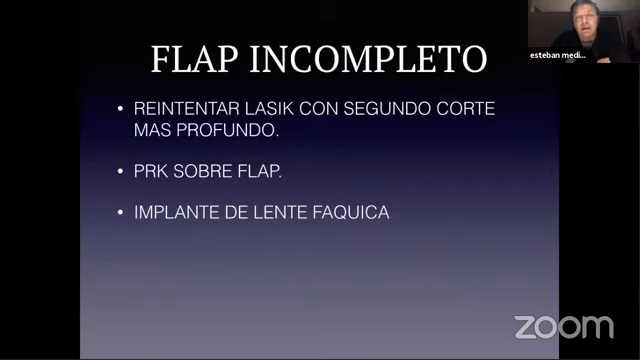 FLAP INCOMPLETO
esteban medi...
• REINTENTAR LASIK CON SEGUNDO CORTE
MAS PROFUNDO.
• PRK SOBRE FLAP.
• IMPLANTE DE LENTE FAQUICA
zoom